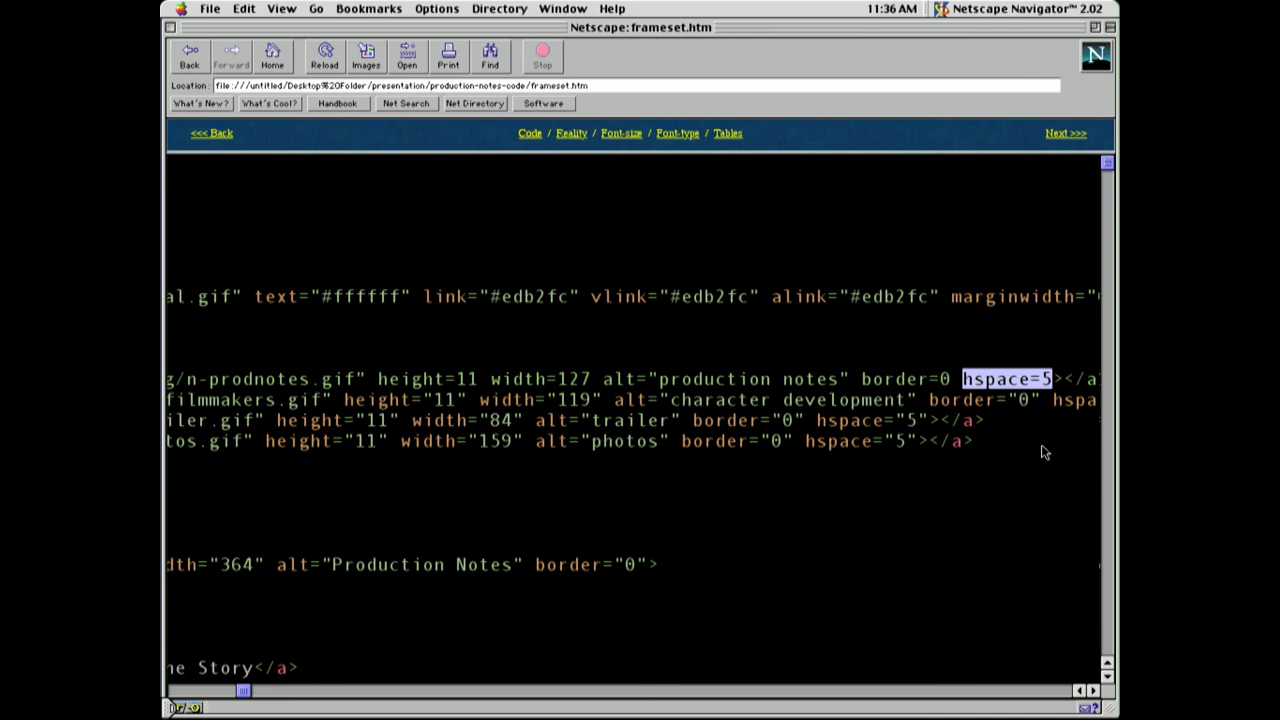 File Edit View Go Bookmarks Options Directory Window Help 11:36 AM Netscape Navigator™ 2.02
Netscape: frameset.htm
Back Forward Home Reload Images Open Print Find Stop
N
Location: file:///untitled/Desktop%20Folder/presentation/production-notes-code/frameset.htm
What's New? What's Cool? Handbook Net Search Net Directory Software
<<< Back Code / Reality / Font-size / Font-type / Tables Next >>>
al.gif" text="#ffffff" link="#edb2fc" vlink="#edb2fc" alink="#edb2fc" marginwidth="
g/n-prodnotes.gif" height=11 width=127 alt="production notes" border=0 hspace=5></a
filmmakers.gif" height="11" width="119" alt="character development" border="0" hspa
iler.gif" height="11" width="84" alt="trailer" border="0" hspace="5"></a>
tos.gif" height="11" width="159" alt="photos" border="0" hspace="5"></a>
dth="364" alt="Production Notes" border="0">
he Story</a>